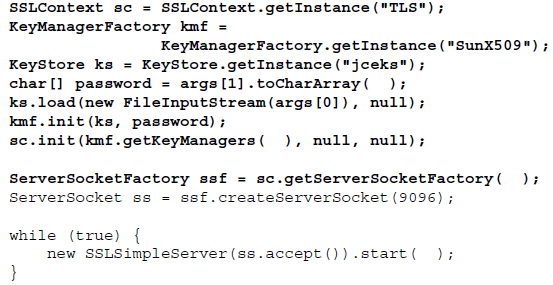 SSLContext sc = SSLContext.getInstance("TLS");
KeyManagerFactory kmf =
KeyManagerFactory.getInstance("SunX509");
KeyStore ks = KeyStore.getInstance("jceks");
char[] password = args[1].toCharArray(  );
ks.load(new FileInputStream(args[0]), null);
kmf.init(ks, password);
sc.init(kmf.getKeyManagers(  ), null, null);
ServerSocketFactory ssf = sc.getServerSocketFactory(  );
ServerSocket ss = ssf.createServerSocket(9096);
while (true) {
new SSLSimpleServer(ss.accept()).start(  );
}